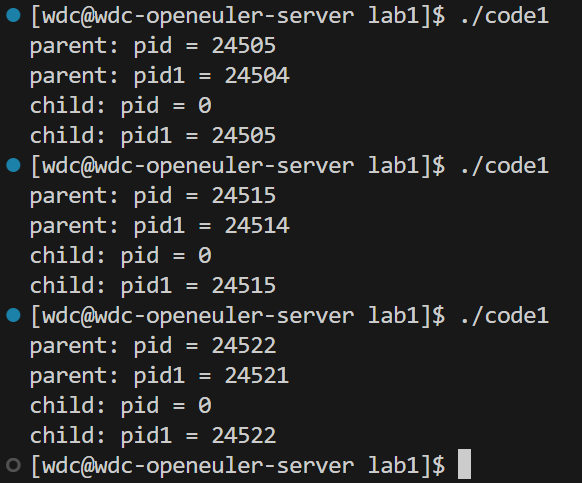 [wdc@wdc-openeuler-server lab1]$ ./code1
parent: pid = 24505
parent: pid1 = 24504
child: pid = 0
child: pid1 = 24505
[wdc@wdc-openeuler-server lab1]$ ./code1
parent: pid = 24515
parent: pid1 = 24514
child: pid = 0
child: pid1 = 24515
[wdc@wdc-openeuler-server lab1]$ ./code1
parent: pid = 24522
parent: pid1 = 24521
child: pid = 0
child: pid1 = 24522
[wdc@wdc-openeuler-server lab1]$